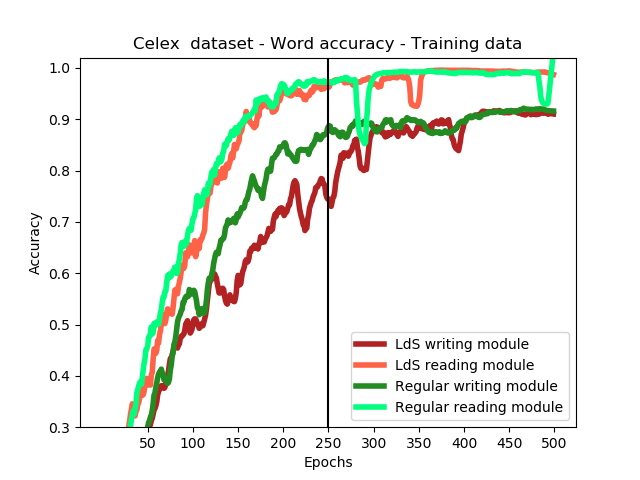 Celex  dataset - Word accuracy - Training data
1.0
0.9
0.8
0.7
0.6
0.5
0.4
0.3
Accuracy
LdS writing module
LdS reading module
Regular writing module
Regular reading module
50 100 150 200 250 300 350 400 450 500
Epochs